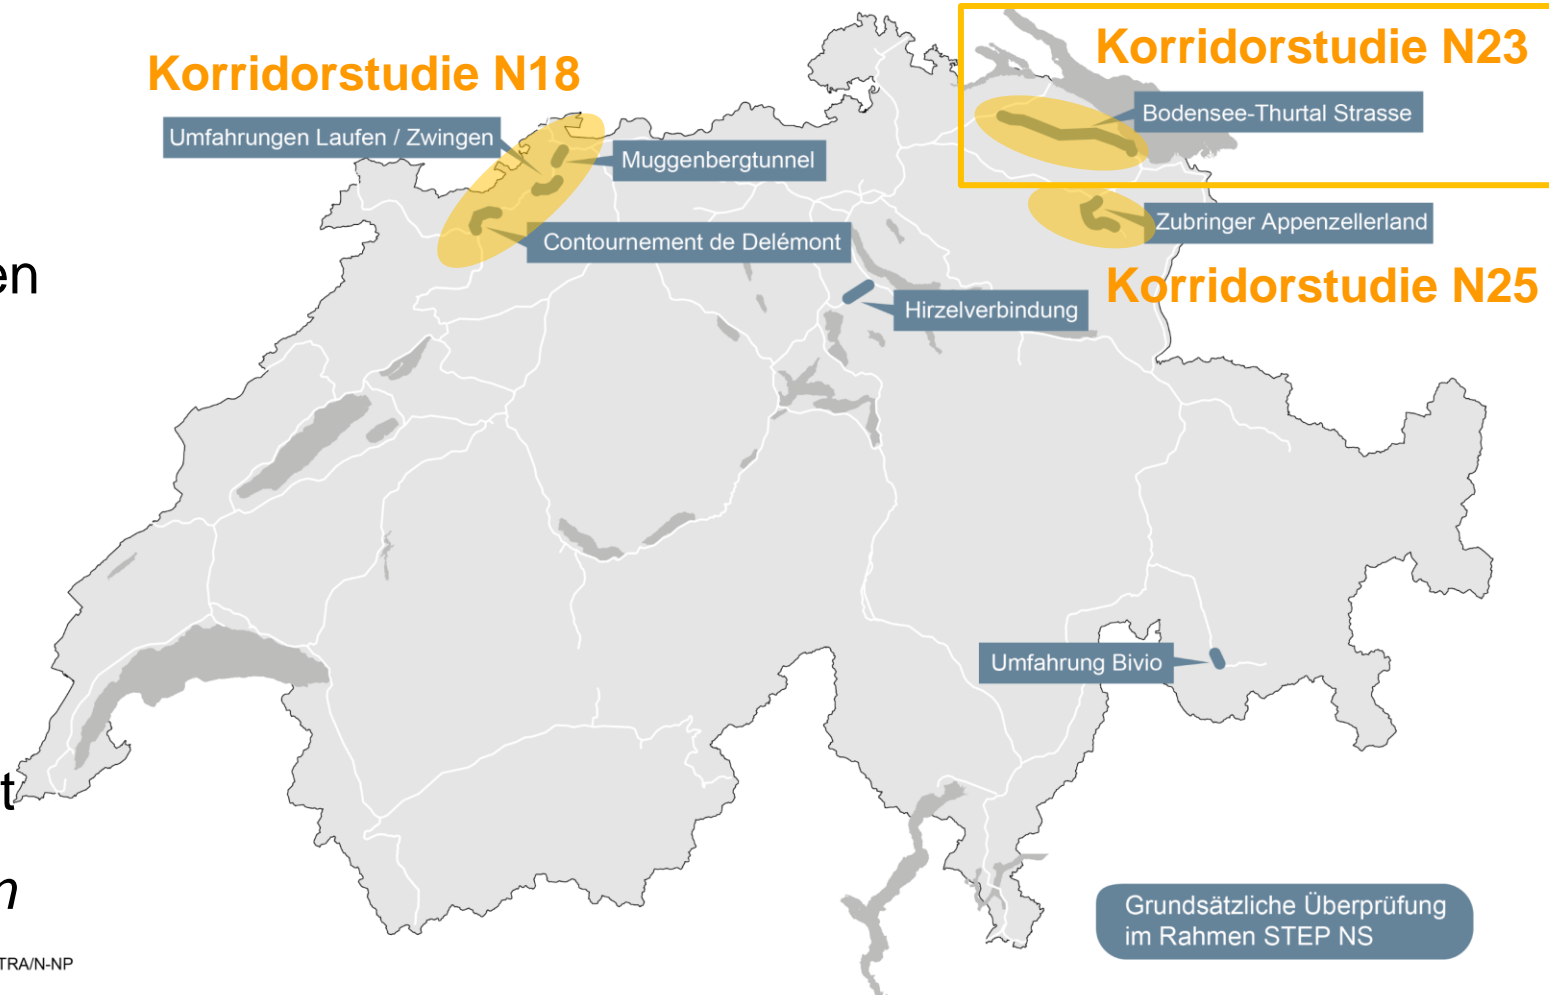 Korridorstudie N18
Korridorstudie N23
Umfahrungen Laufen / Zwingen
Bodensee-Thurtal Strasse
Muggenbergtunnel
Zubringer Appenzellerland
Contournement de Delémont
en
Korridorstudie N25
Hirzelverbindung
Umfahrung Bivio
t
n
Grundsätzliche Überprüfung
im Rahmen STEP NS
TRA/N-NP